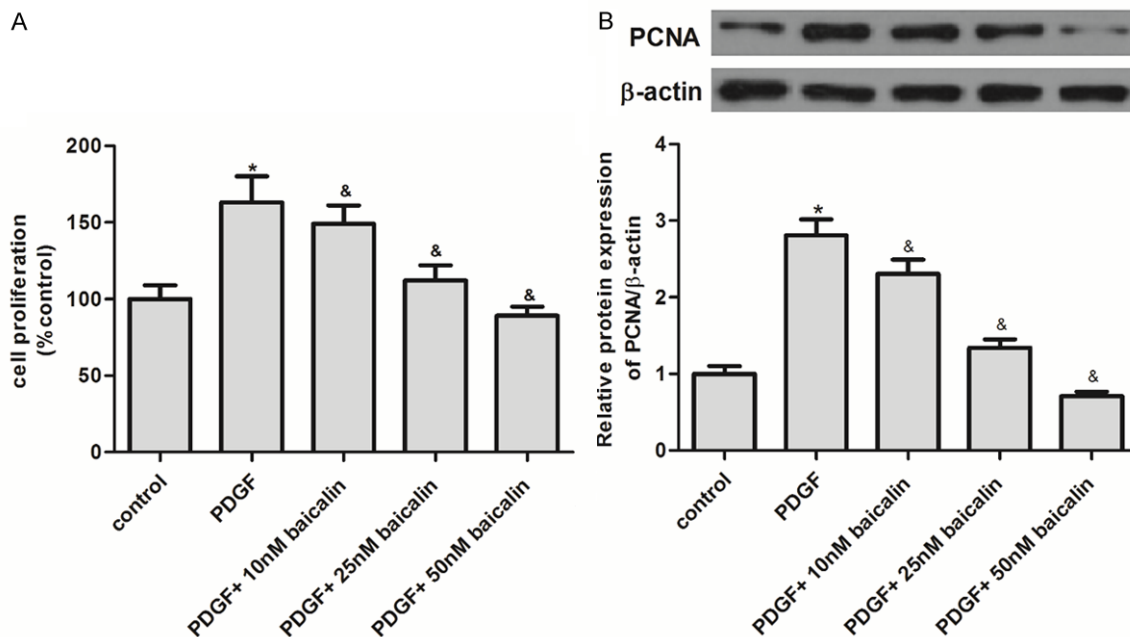 A
cell proliferation
(%control)
200
150
100
50
0
*
&
&
&
control
PDGF
PDGF+ 10nM baicalin
PDGF+ 25nM baicalin
PDGF+ 50nM baicalin
B
PCNA
β-actin
Relative protein expression
of PCNA/β-actin
4
3
2
1
0
*
&
&
&
control
PDGF
PDGF+ 10nM baicalin
PDGF+ 25nM baicalin
PDGF+ 50nM baicalin